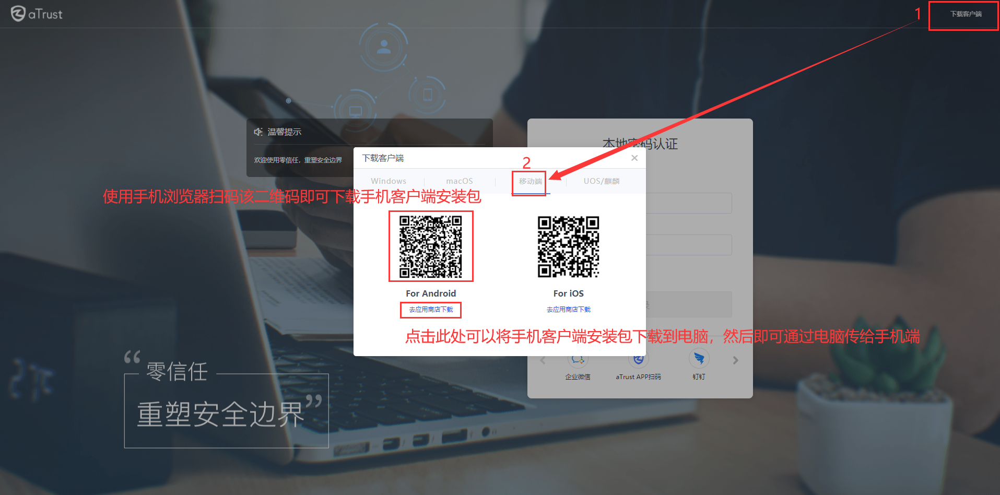 aTrust
1
下载客户端
温馨提示
欢迎使用零信任，重塑安全边界
本地密码认证
下载客户端
2
Windows
macOS
移动端
UOS/麒麟
使用手机浏览器扫码该二维码即可下载手机客户端安装包
For Android
For iOS
去应用商店下载
去应用商店下载
点击此处可以将手机客户端安装包下载到电脑，然后即可通过电脑传给手机端
企业微信
aTrust APP扫码
钉钉
“零信任
重塑安全边界”